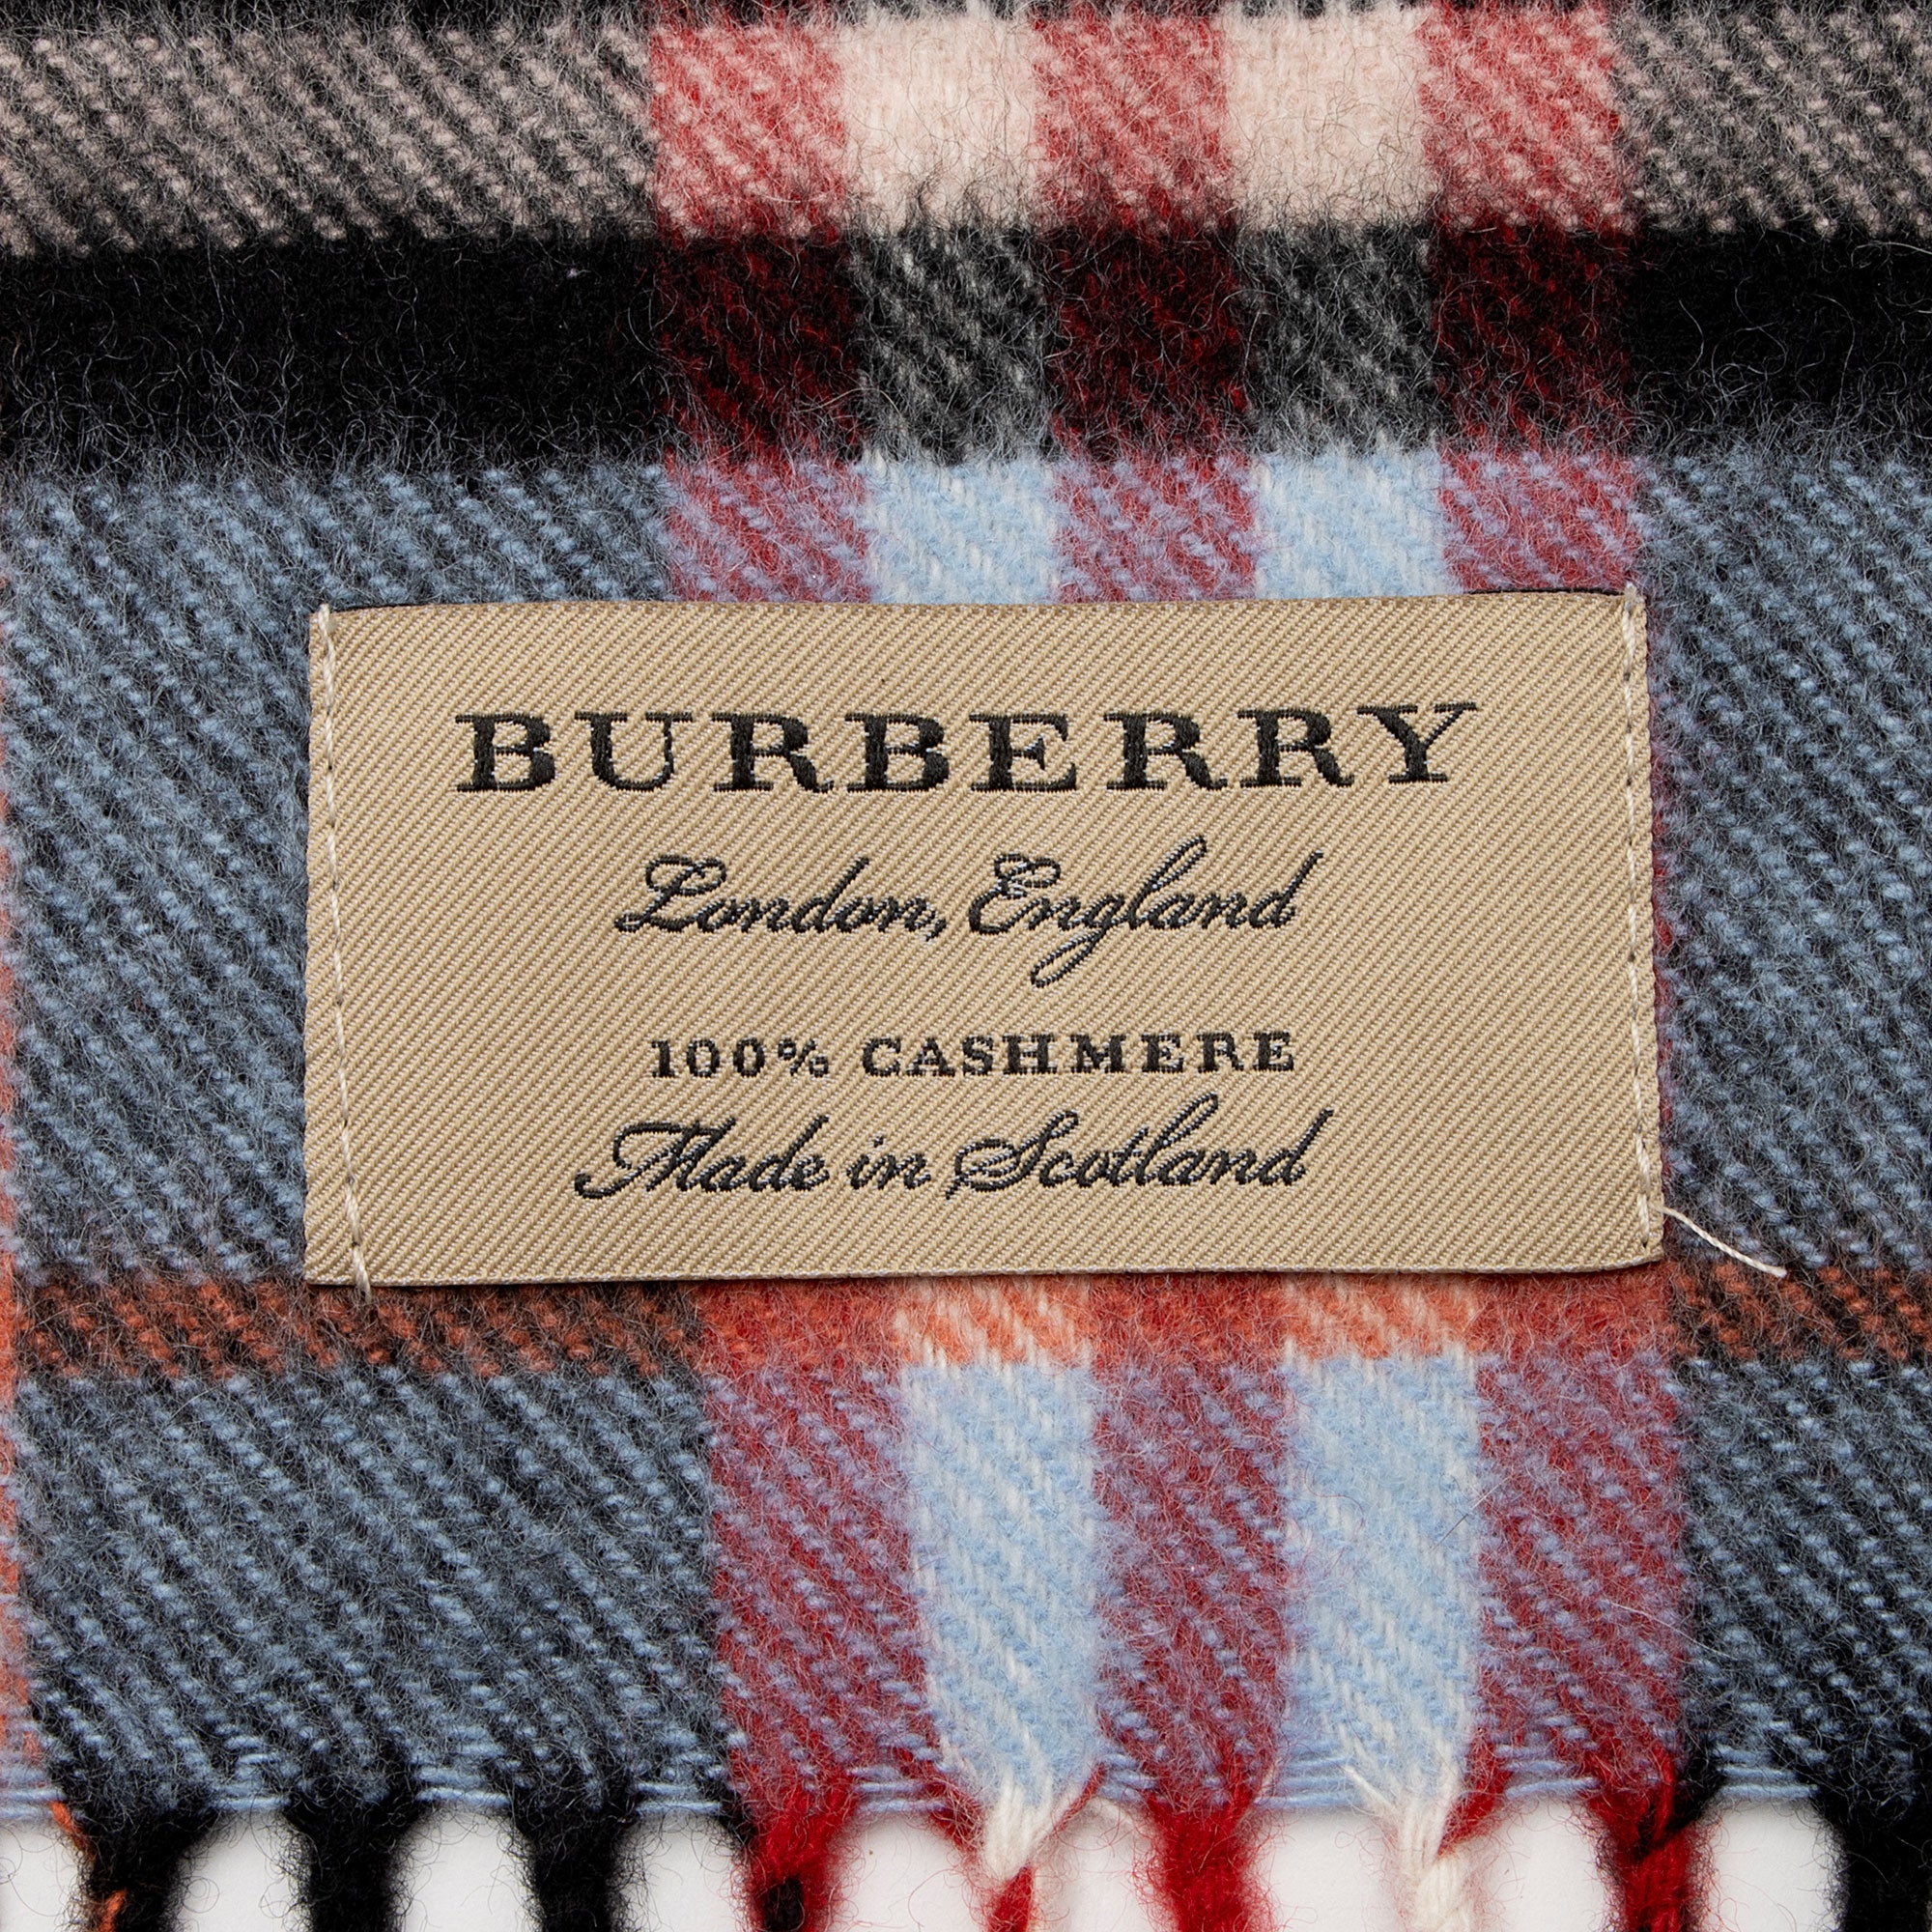 BURBERRY
London, England
100% CASHMERE
Made in Scotland